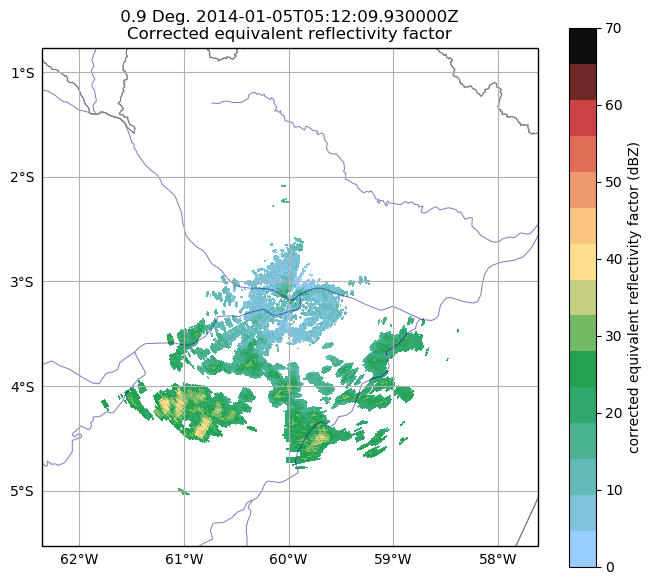 0.9 Deg. 2014-01-05T05:12:09.930000Z
Corrected equivalent reflectivity factor
1°S
2°S
3°S
4°S
5°S
62°W
61°W
60°W
59°W
58°W
70
60
50
40
30
20
10
0
corrected equivalent reflectivity factor (dBZ)